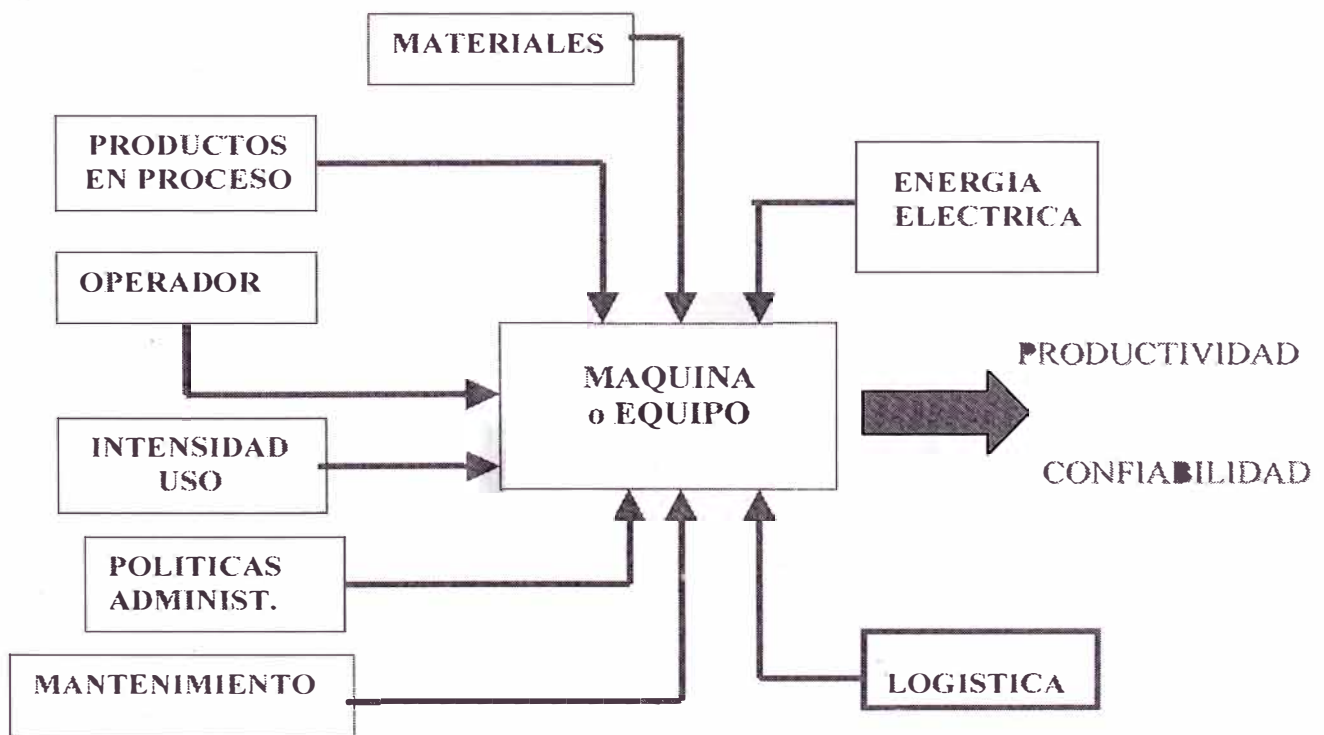 MATERIALES
PRODUCTOS
EN PROCESO
ENERGIA
ELECTRICA
OPERADOR
MAQUINA
o EQUIPO
PRODUCTIVIDAD
INTENSIDAD
USO
CONFIABILIDAD
POLITICAS
ADMINIST.
MANTENIMIENTO
LOGISTICA